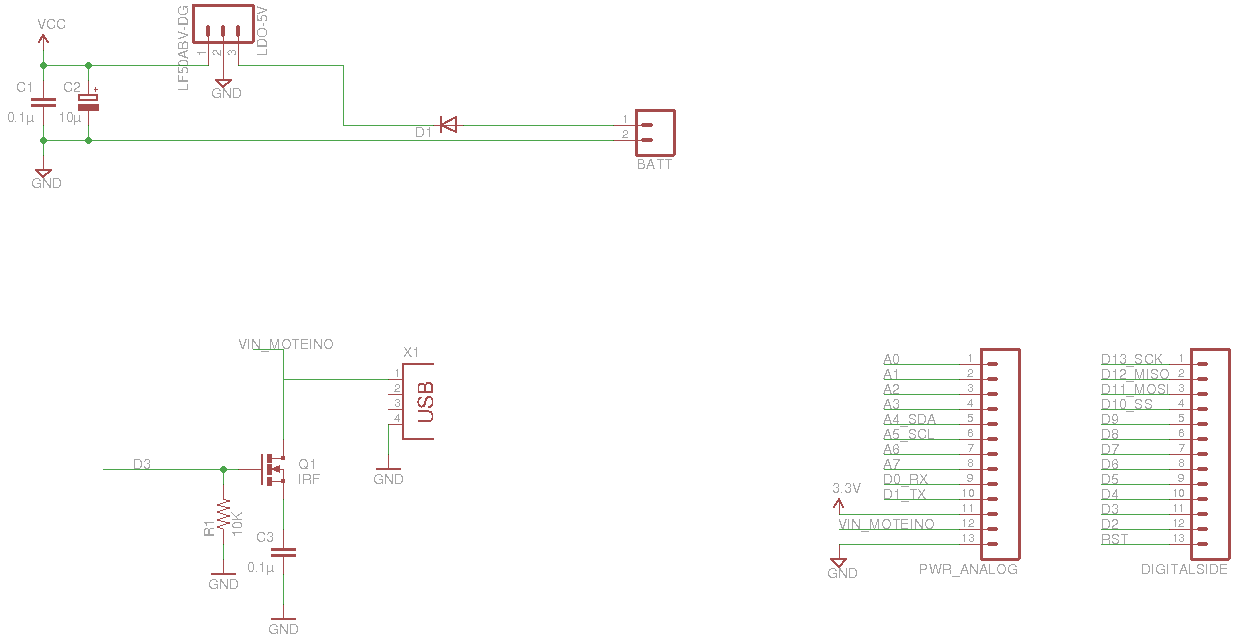 VCC
LF50ABV-DG
LDO-5V
1
2
3
GND
C1
0.1µ
C2
+
10µ
GND
D1
1
2
BATT
VIN_MOTEINO
X1
1
2
3
4
USB
GND
D3
Q1
IRF
R1
10K
GND
C3
0.1µ
GND
A0 1
A1 2
A2 3
A3 4
A4_SDA 5
A5_SCL 6
A6 7
A7 8
D0_RX 9
D1_TX 10
3.3V 11
VIN_MOTEINO 12
13
GND
PWR_ANALOG
D13_SCK 1
D12_MISO 2
D11_MOSI 3
D10_SS 4
D9 5
D8 6
D7 7
D6 8
D5 9
D4 10
D3 11
D2 12
RST 13
DIGITALSIDE